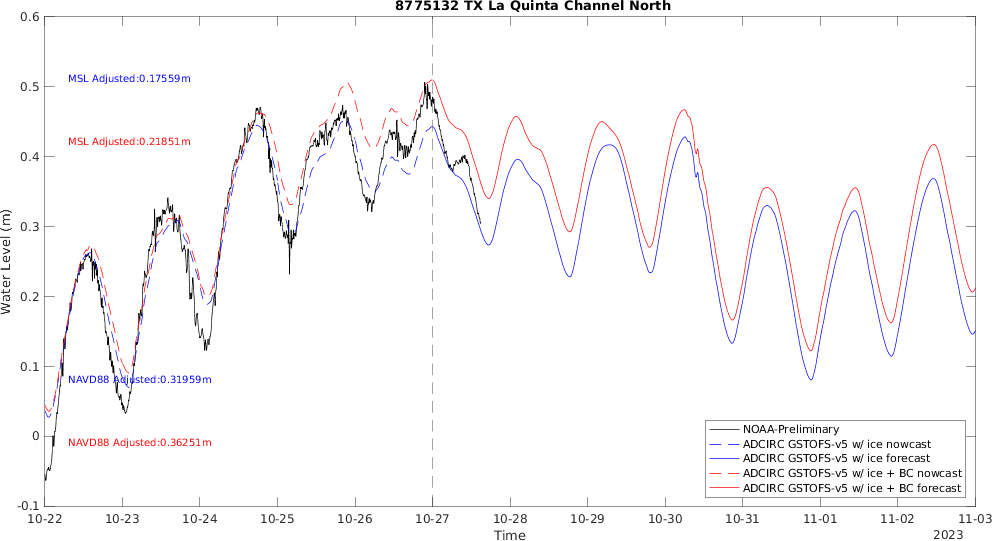 8775132 TX La Quinta Channel North
0.6
0.5
0.4
0.3
0.2
0.1
0
-0.1
Water Level (m)
MSL Adjusted:0.17559m
MSL Adjusted:0.21851m
NAVD88 Adjusted:0.31959m
NAVD88 Adjusted:0.36251m
NOAA-Preliminary
ADCIRC GSTOFS-v5 w/ ice nowcast
ADCIRC GSTOFS-v5 w/ ice forecast
ADCIRC GSTOFS-v5 w/ ice + BC nowcast
ADCIRC GSTOFS-v5 w/ ice + BC forecast
10-22 10-23 10-24 10-25 10-26 10-27 10-28 10-29 10-30 10-31 11-01 11-02 11-03
Time
2023